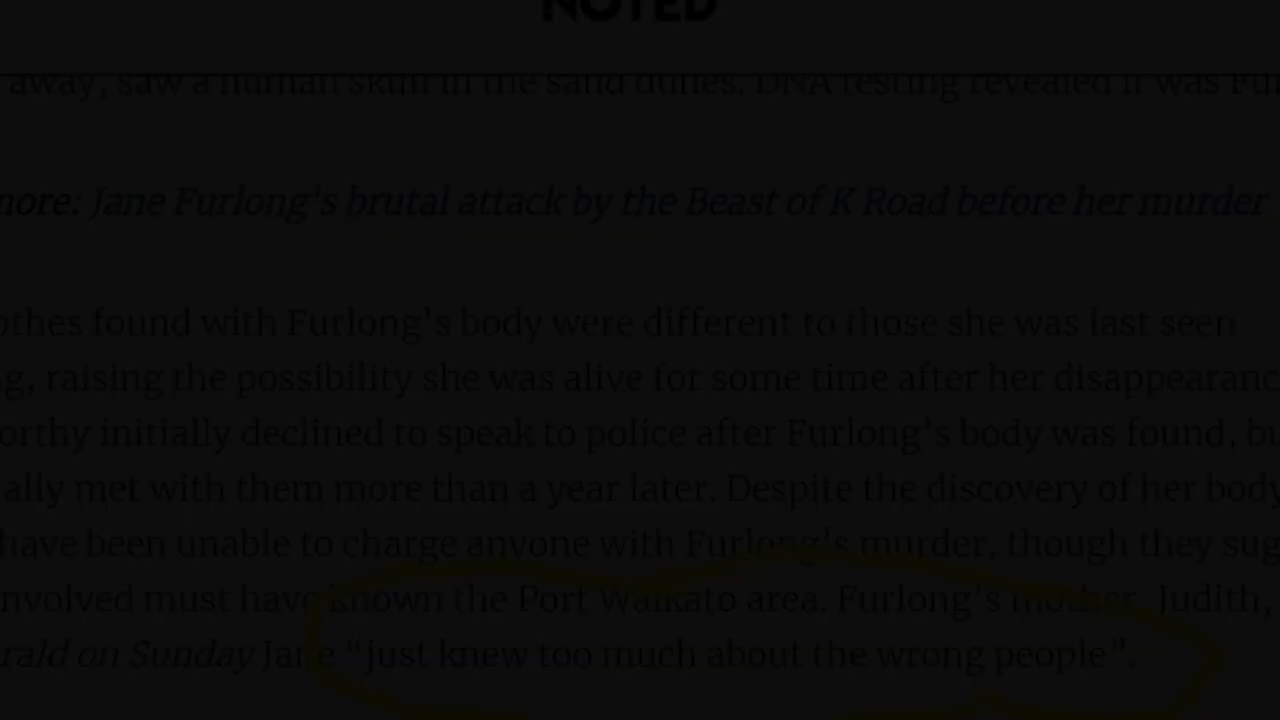 NOTED
away, saw a human skull in the sand dunes. DNA testing revealed it was Fur
more: Jane Furlong's brutal attack by the Beast of K Road before her murder
othes found with Furlong's body were different to those she was last seen
g, raising the possibility she was alive for some time after her disappearanc
orthy initially declined to speak to police after Furlong's body was found, bu
ally met with them more than a year later. Despite the discovery of her body
have been unable to charge anyone with Furlong's murder, though they sug
nvolved must have known the Port Waikato area. Furlong's mother, Judith,
rald on Sunday Jane “just knew too much about the wrong people”.